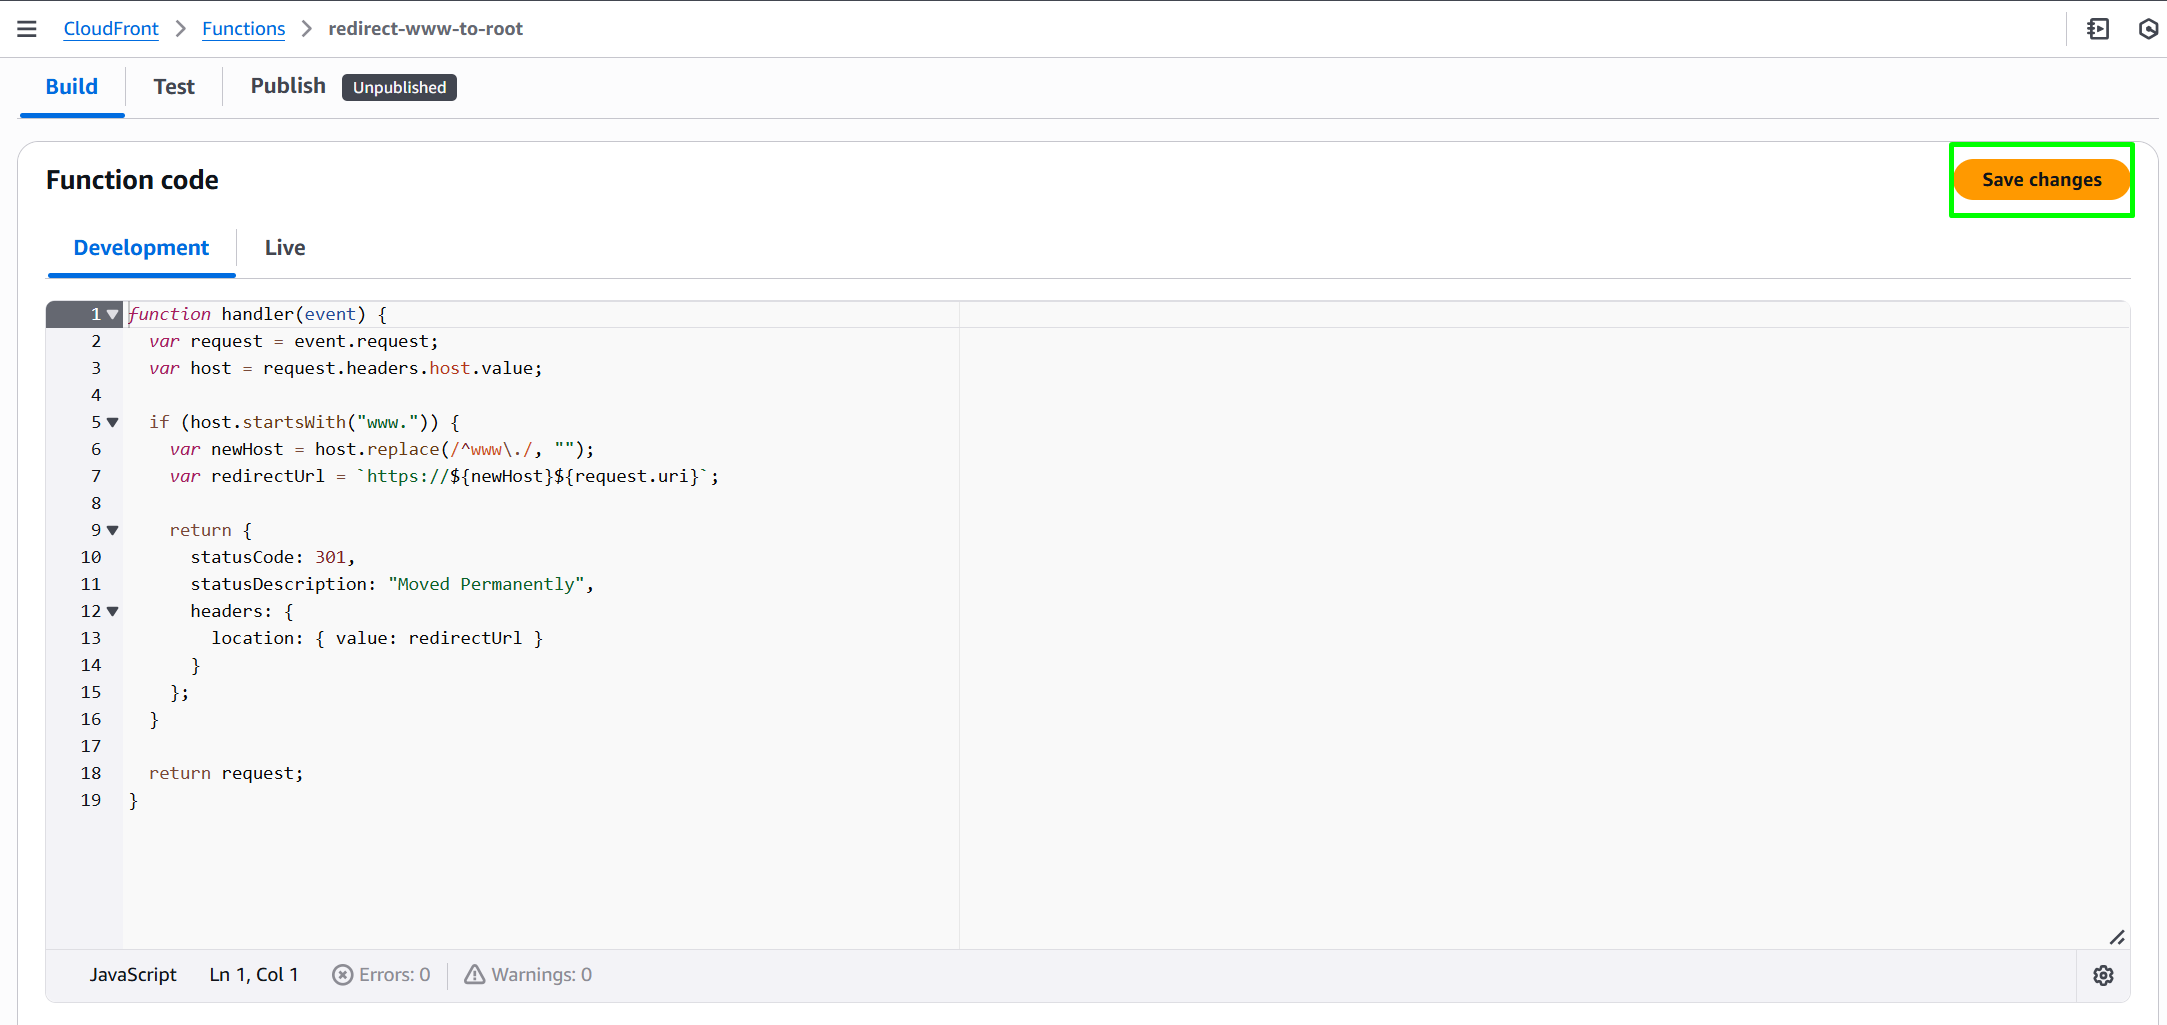 CloudFront > Functions > redirect-www-to-root
Build
Test
Publish
Unpublished
Function code
Save changes
Development
Live
1 function handler(event) {
2   var request = event.request;
3   var host = request.headers.host.value;
4
5   if (host.startsWith("www.")) {
6     var newHost = host.replace(/^www\./, "");
7     var redirectUrl = `https://${newHost}${request.uri}`;
8
9     return {
10       statusCode: 301,
11       statusDescription: "Moved Permanently",
12       headers: {
13         location: { value: redirectUrl }
14       }
15     };
16   }
17
18   return request;
19 }
JavaScript
Ln 1, Col 1
Errors: 0
Warnings: 0